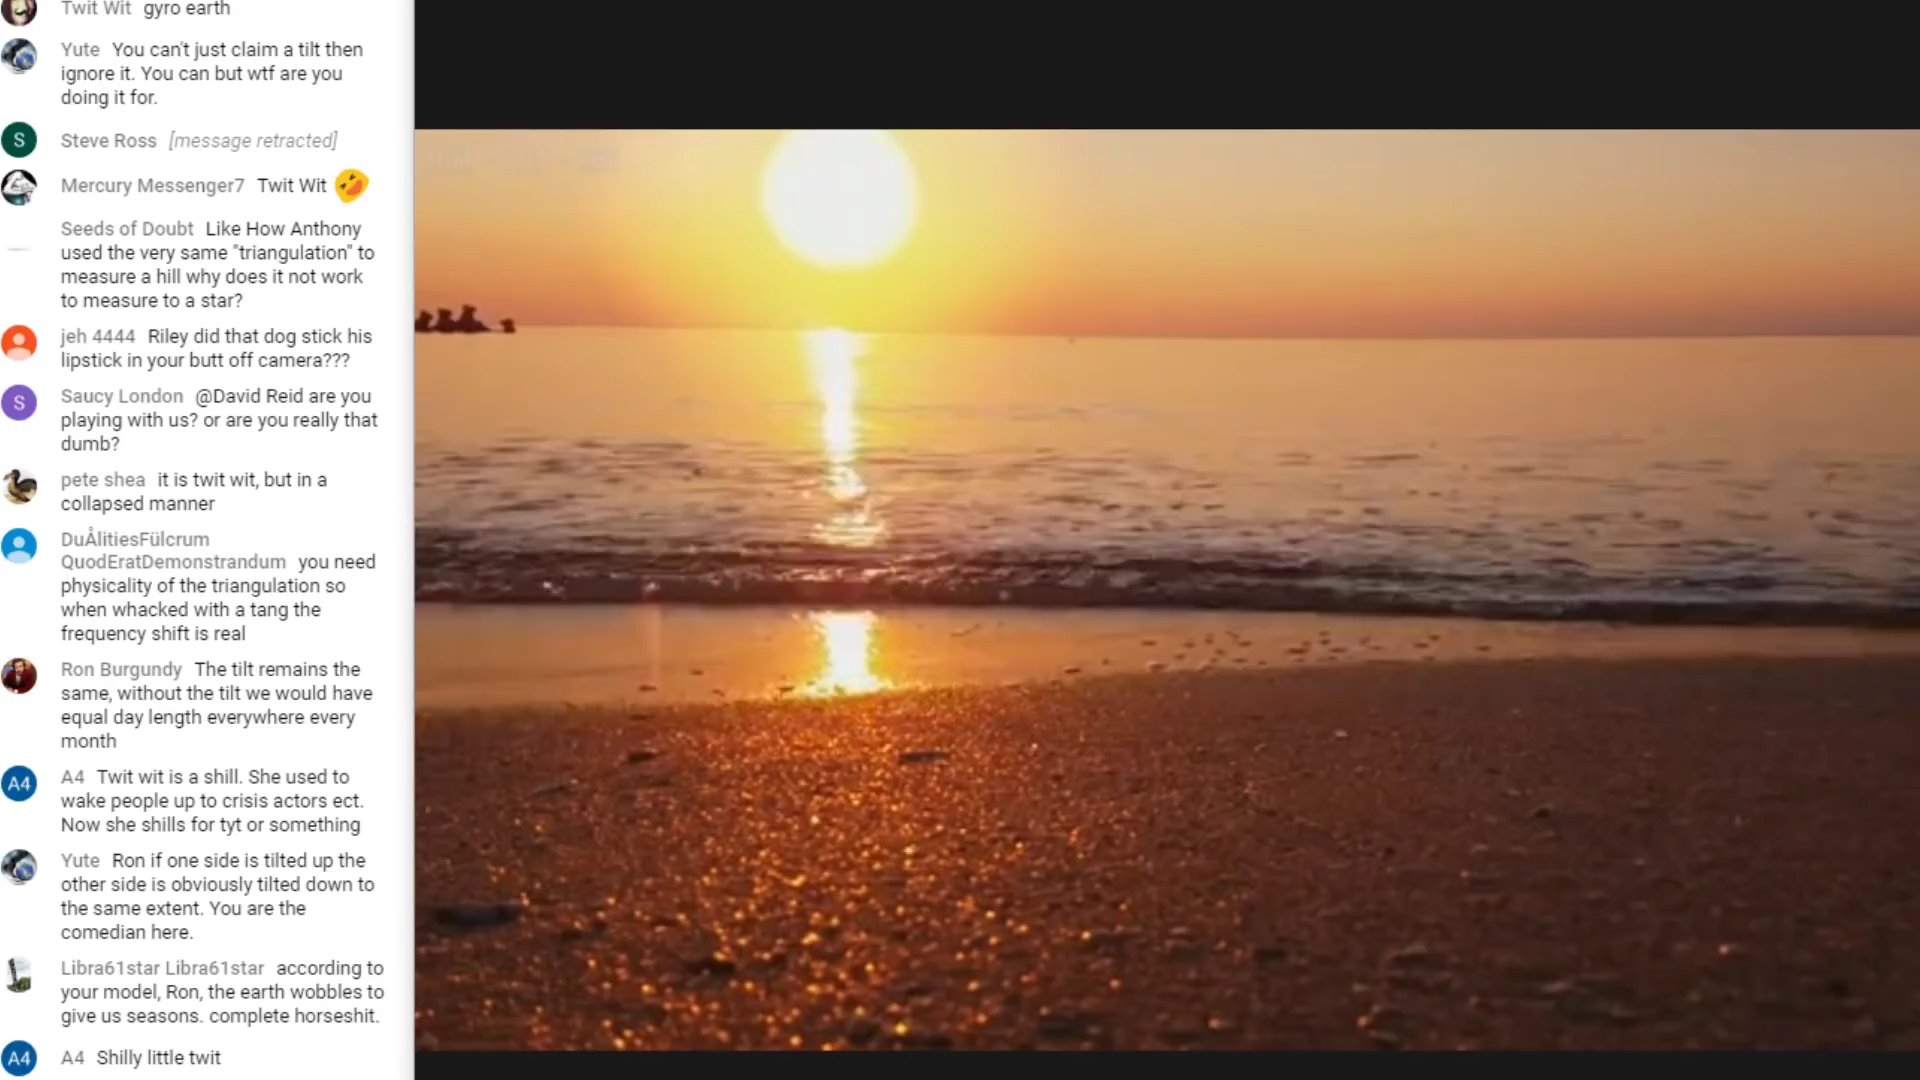 Twit Wit gyro earth
Yute You can't just claim a tilt then
ignore it. You can but wtf are you
doing it for.
S
Steve Ross [message retracted]
Mercury Messenger7 Twit Wit
Seeds of Doubt Like How Anthony
used the very same "triangulation" to
measure a hill why does it not work
to measure to a star?
jeh 4444 Riley did that dog stick his
lipstick in your butt off camera???
S
Saucy London @David Reid are you
playing with us? or are you really that
dumb?
pete shea it is twit wit, but in a
collapsed manner
DuÅlitiesFülcrum
QuodEratDemonstrandum you need
physicality of the triangulation so
when whacked with a tang the
frequency shift is real
Ron Burgundy The tilt remains the
same, without the tilt we would have
equal day length everywhere every
month
A4
A4 Twit wit is a shill. She used to
wake people up to crisis actors ect.
Now she shills for tyt or something
Yute Ron if one side is tilted up the
other side is obviously tilted down to
the same extent. You are the
comedian here.
Libra61star Libra61star according to
your model, Ron, the earth wobbles to
give us seasons. complete horseshit.
A4
A4 Shilly little twit